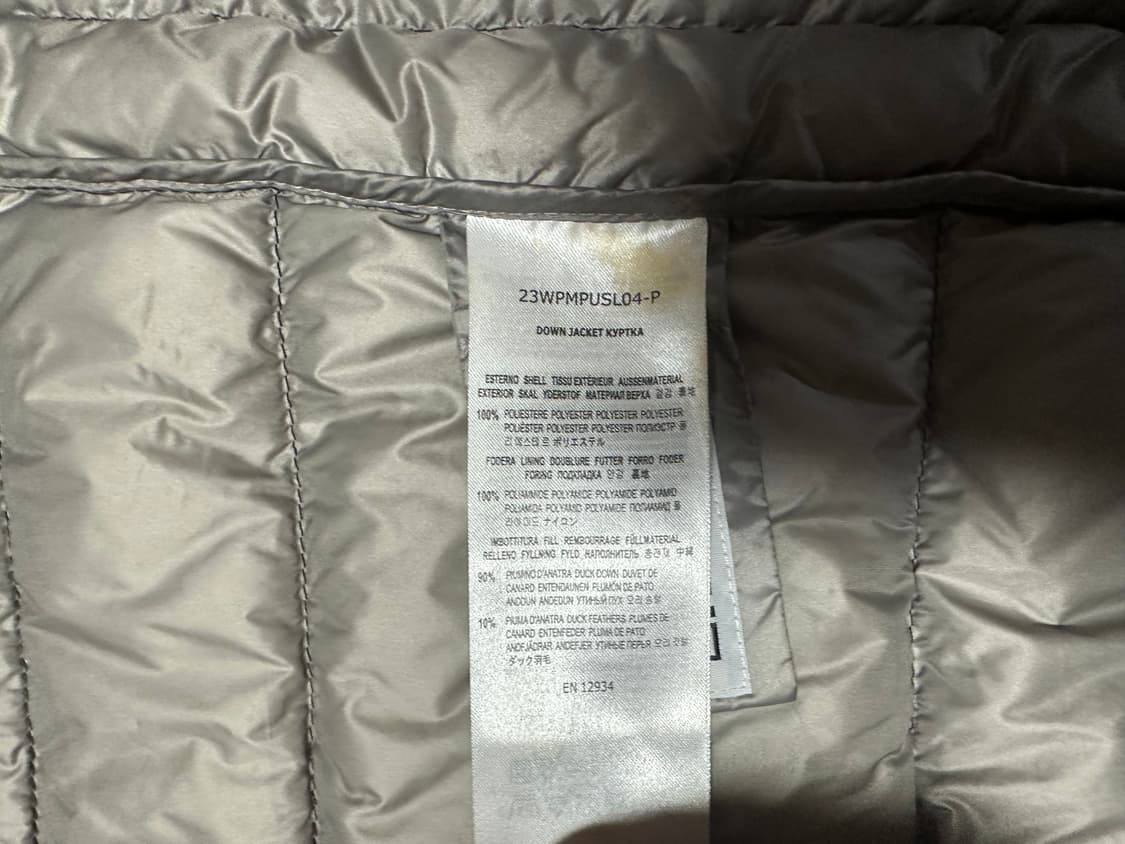 23WPMPUSL04-P
DOWN JACKET КУРТКА
ESTERNO SHELL TISSU EXTÉRIEUR AUSSENMATERIAL
EXTERIOR SKAL YDERSTOF МАТЕРИАЛ ВЕРХА 겉감
100% POLIESTERE POLYESTER POLYESTER POLYESTER
POLIÉSTER POLYESTER POLYESTER ПОЛИЭСТР 폴
리에스테르 ポリエステル
FODERA LINING DOUBLURE FUTTER FORRO FODER
FORING ПОДКЛАДКА 안감 裏地
100% POLIAMMIDE POLYAMIDE POLYAMIDE POLYAMID
POLIAMIDA POLYAMID POLYAMIDE ПОЛИАМИД 폴
리아미드 ナイロン
IMBOTTITURA FILL REMBOURRAGE FÜLLMATERIAL
RELLENO FYLLNING FYLD НАПОЛНИТЕЛЬ 충전재 中綿
90% PIUMINO D'ANATRA DUCK DOWN DUVET DE
CANARD ENTENDAUNEN PLUMÓN DE PATO
ANDDUN ANDEDUN УТИНЫЙ ПУХ 오리 솜털
10% PIUMA D'ANATRA DUCK FEATHERS PLUMES DE
CANARD ENTENFEDER PLUMA DE PATO
ANDFJÄDRAR ANDEFJER УТИНЫЕ ПЕРЬЯ 오리 깃털
ダック羽毛
EN 12934